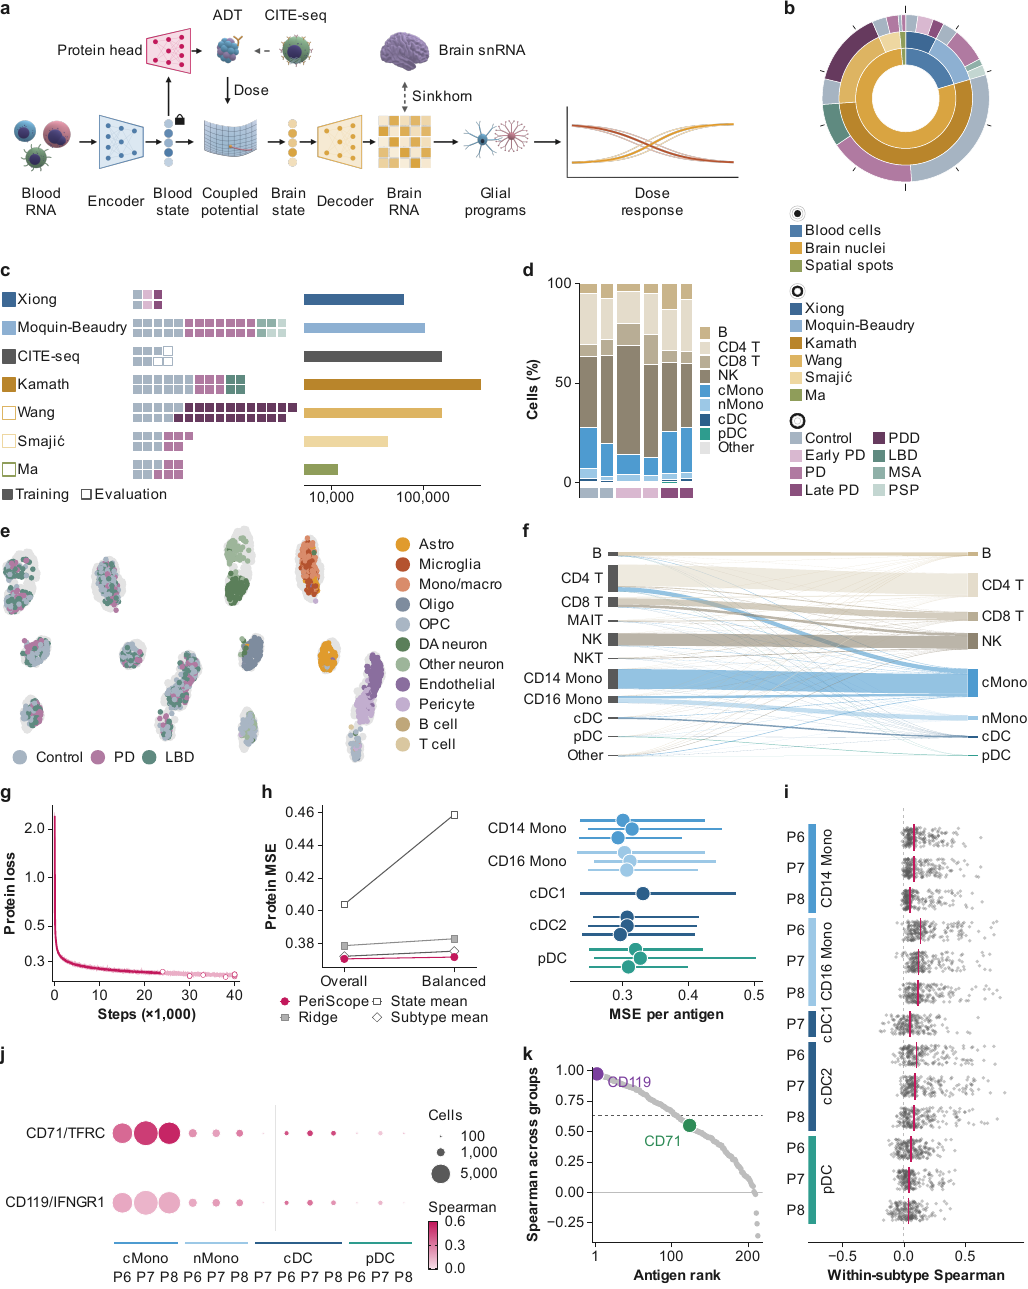 a
ADT
CITE-seq
Protein head
Brain snRNA
Dose
Sinkhorn
Blood RNA
Encoder
Blood state
Coupled potential
Brain state
Decoder
Brain RNA
Glial programs
Dose response
b
Blood cells
Brain nuclei
Spatial spots
Xiong
Moquin-Beaudry
Kamath
Wang
Smajić
Ma
Control
Early PD
PD
Late PD
PDD
LBD
MSA
PSP
c
Xiong
Moquin-Beaudry
CITE-seq
Kamath
Wang
Smajić
Ma
Training
Evaluation
10,000
100,000
d
Cells (%)
100
50
0
B
CD4 T
CD8 T
NK
cMono
nMono
cDC
pDC
Other
e
Astro
Microglia
Mono/macro
Oligo
OPC
DA neuron
Other neuron
Endothelial
Pericyte
B cell
T cell
Control
PD
LBD
f
B
CD4 T
CD8 T
MAIT
NK
NKT
CD14 Mono
CD16 Mono
cDC
pDC
Other
B
CD4 T
CD8 T
NK
cMono
nMono
cDC
pDC
g
Protein loss
2.0
1.0
0.5
0.3
0
10
20
30
40
Steps (×1,000)
h
Protein MSE
0.46
0.44
0.42
0.40
0.38
Overall
Balanced
PeriScope
State mean
Ridge
Subtype mean
CD14 Mono
CD16 Mono
cDC1
cDC2
pDC
0.3
0.4
0.5
MSE per antigen
i
P6
P7
P8
CD14 Mono
P6
P7
P8
CD16 Mono
P7
cDC1
P6
P7
P8
cDC2
P6
P7
P8
pDC
−0.5
0.0
0.5
Within-subtype Spearman
j
CD71/TFRC
CD119/IFNGR1
cMono
nMono
cDC
pDC
P6 P7 P8
P6 P7 P8
P7 P6 P7 P8
P6 P7 P8
Cells
100
1,000
5,000
Spearman
0.6
0.3
0.0
k
Spearman across groups
1.00
0.75
0.50
0.25
0.00
−0.25
CD119
CD71
1
100
200
Antigen rank